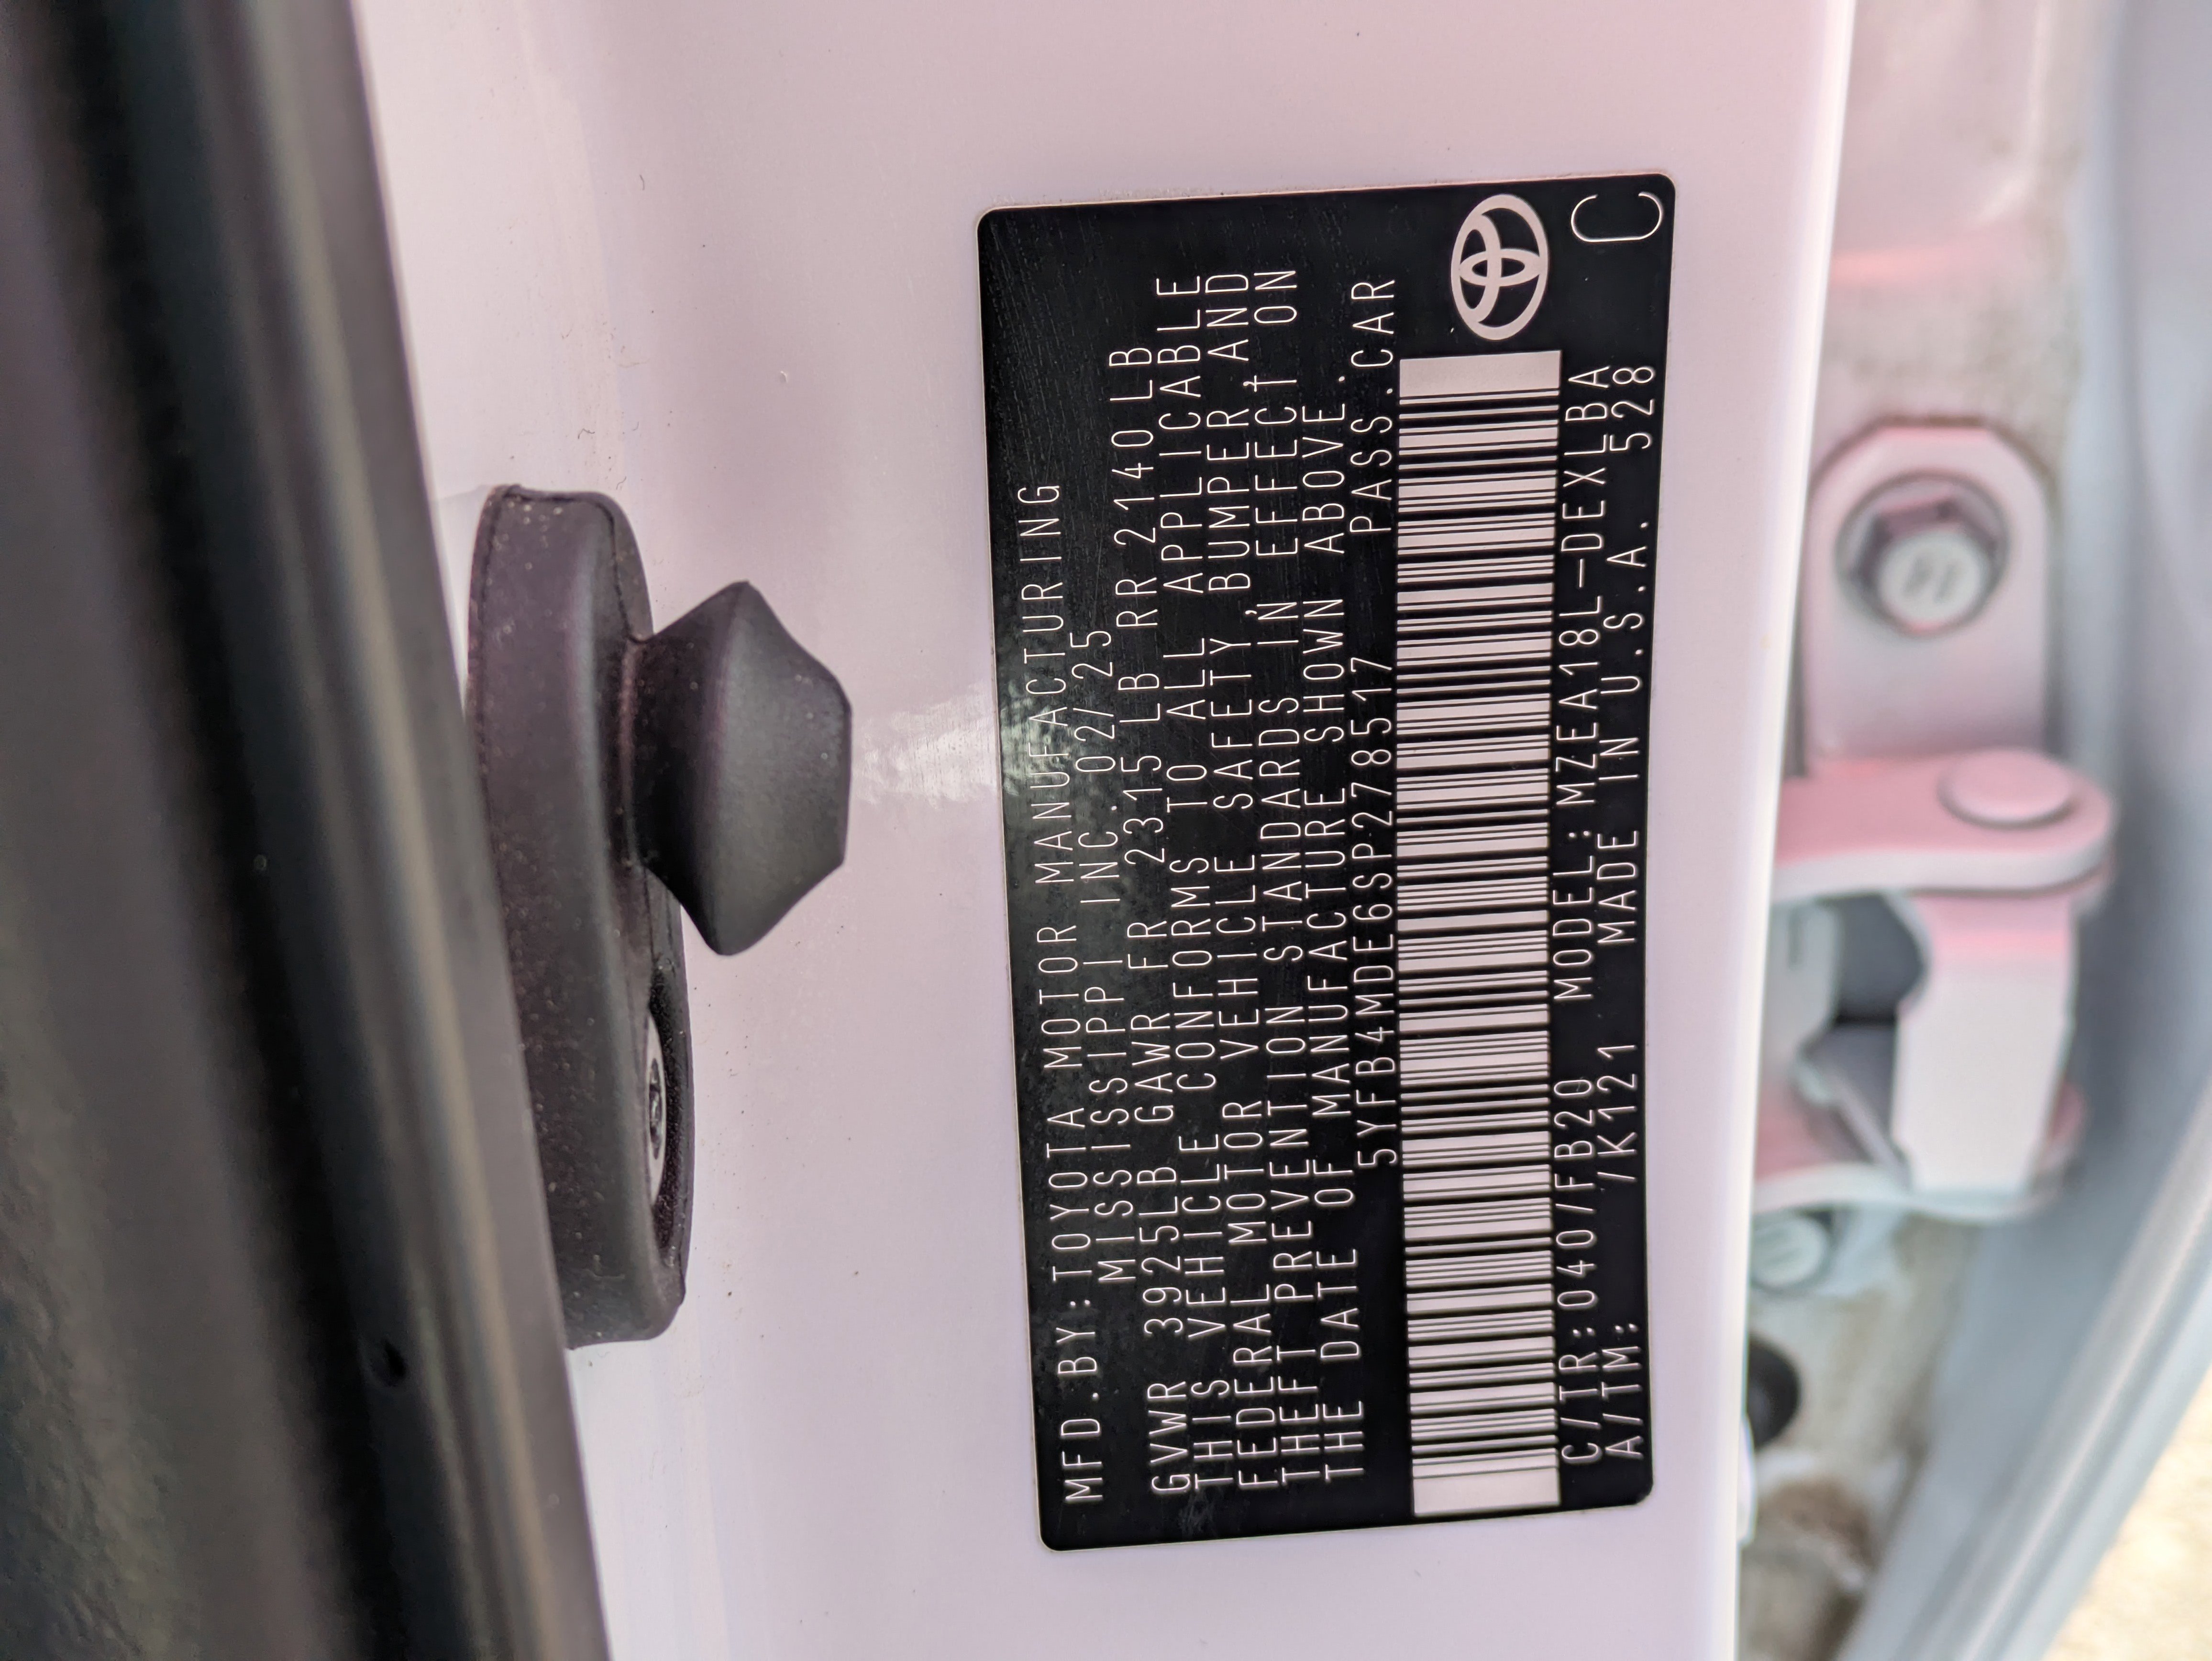 MFD.BY:TOYOTA MOTOR MANUFACTURING
MISSISSIPPI INC. 02/25
GVWR 3925LB GAWR FR 2315 LB RR 2140LB
THIS VEHICLE CONFORMS TO ALL APPLICABLE
FEDERAL MOTOR VEHICLE SAFETY, BUMPER,AND
THEFT PREVENTION STANDARDS IN EFFECT ON
THE DATE OF MANUFACTURE SHOWN ABOVE.
5YFB4MDE6SP278517 PASS.CAR
C/TR:040/FB20 MODEL:MZEA18L-DEXLBA
A/TM: /K121 MADE IN U.S.A. 528
C